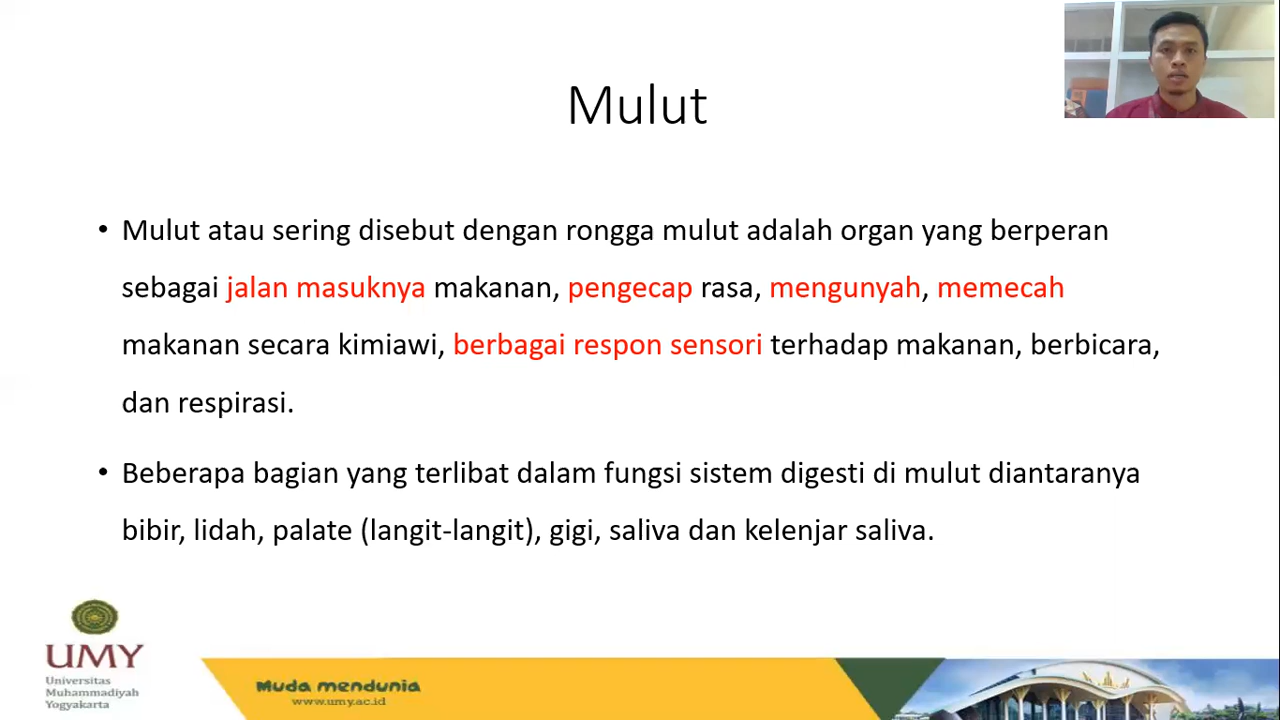 Mulut
• Mulut atau sering disebut dengan rongga mulut adalah organ yang berperan
sebagai jalan masuknya makanan, pengecap rasa, mengunyah, memecah
makanan secara kimiawi, berbagai respon sensori terhadap makanan, berbicara,
dan respirasi.
• Beberapa bagian yang terlibat dalam fungsi sistem digesti di mulut diantaranya
bibir, lidah, palate (langit-langit), gigi, saliva dan kelenjar saliva.
UMY
Universitas
Muhammadiyah
Yogyakarta
Muda mendunia
www.umy.ac.id